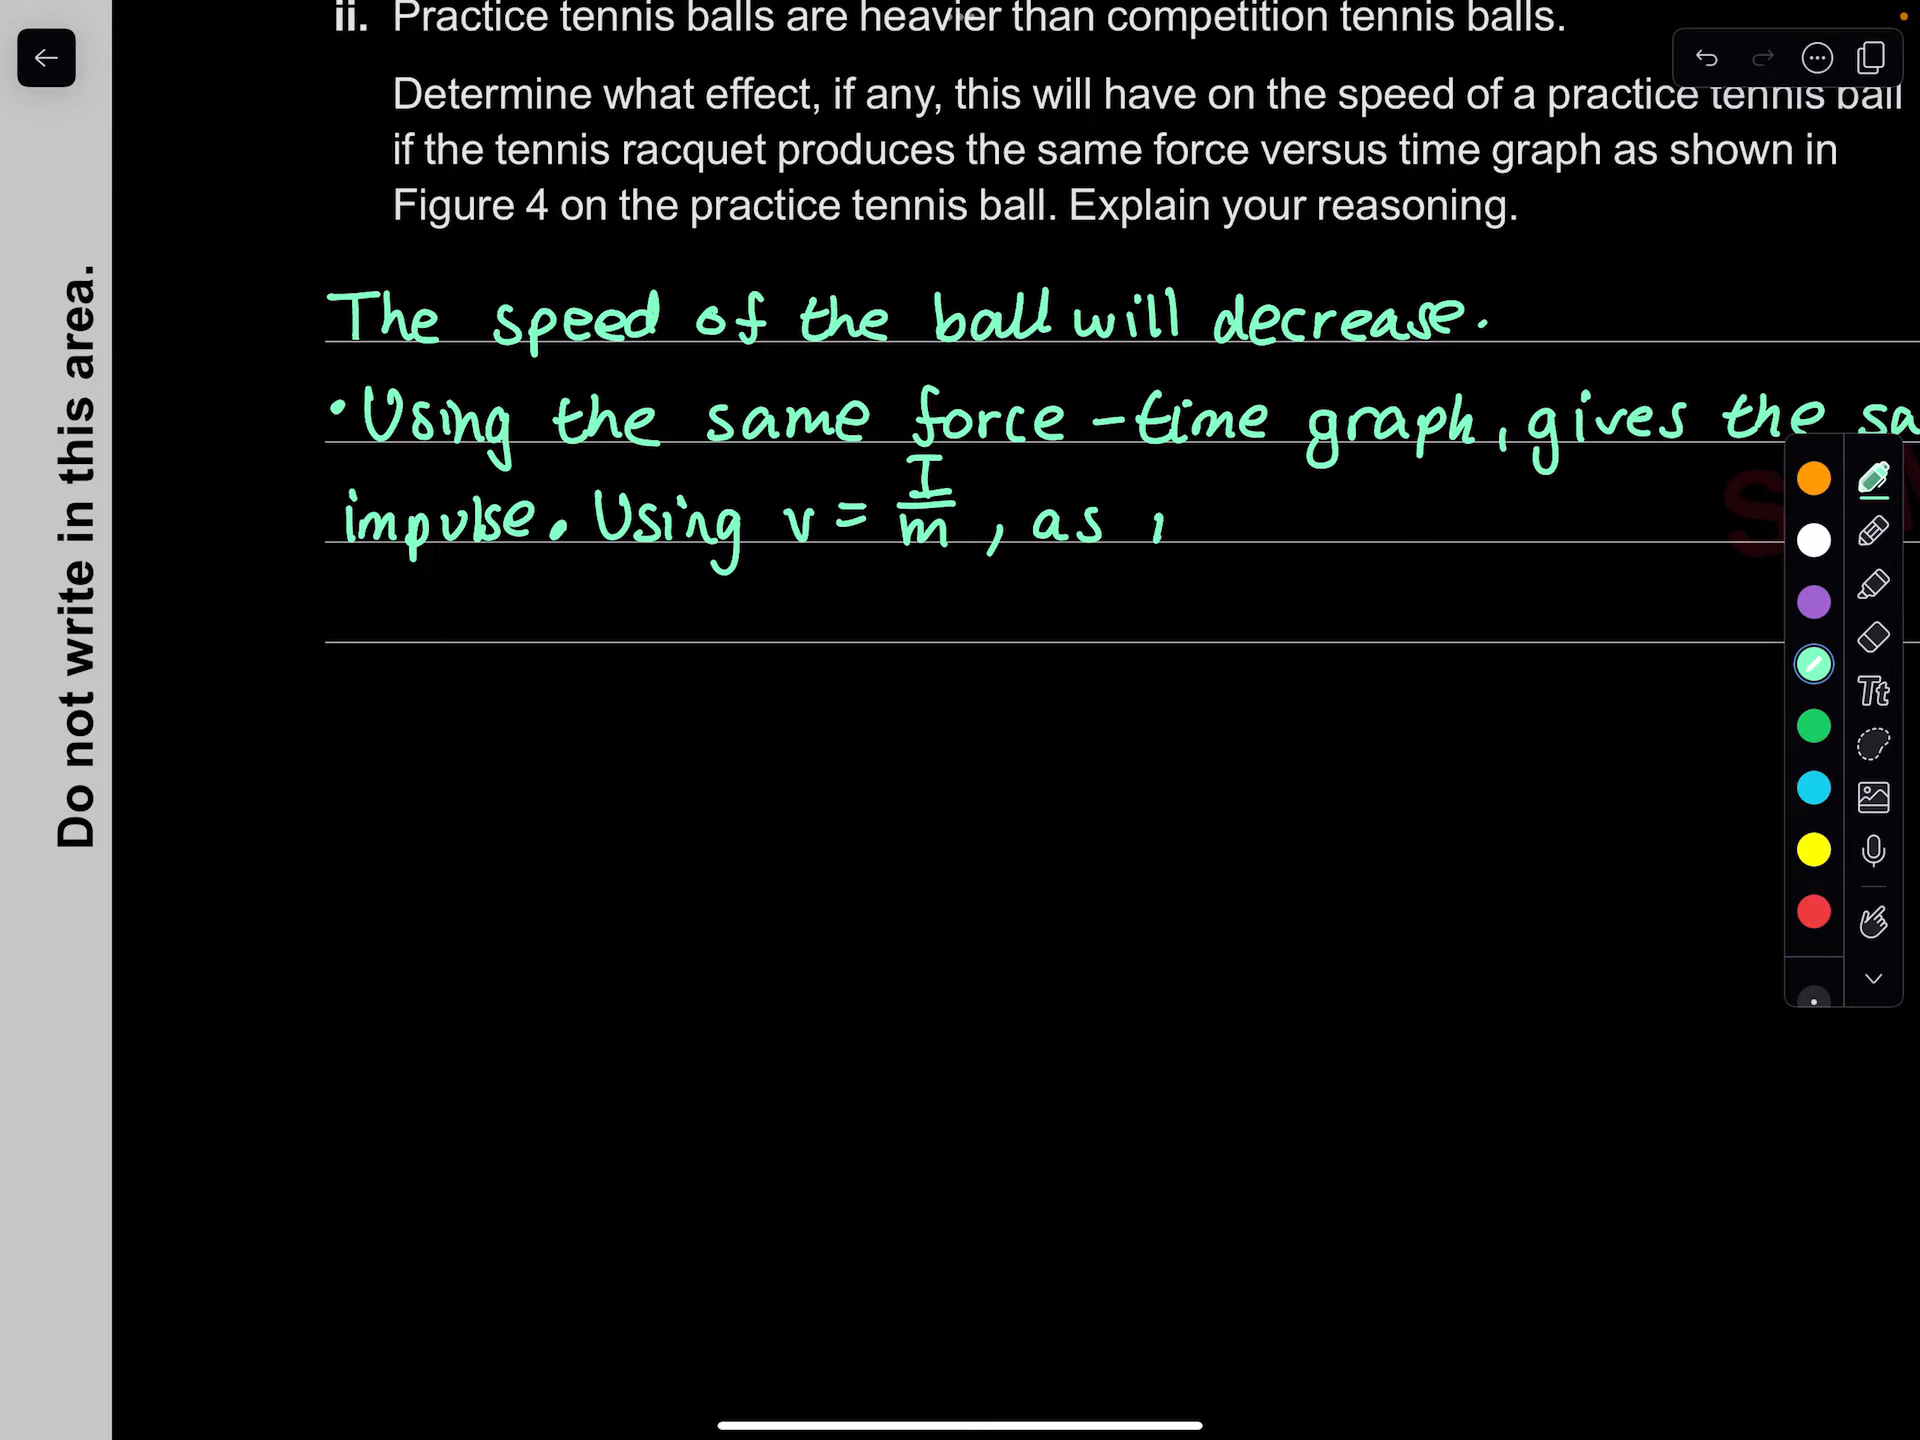 ii. Practice tennis balls are heavier than competition tennis balls.
Determine what effect, if any, this will have on the speed of a practice tennis ball
if the tennis racquet produces the same force versus time graph as shown in
Figure 4 on the practice tennis ball. Explain your reasoning.
Do not write in this area.
The speed of the ball will decrease.
• Using the same force-time graph, gives the sa
impulse. Using v = I/m, as
Tt